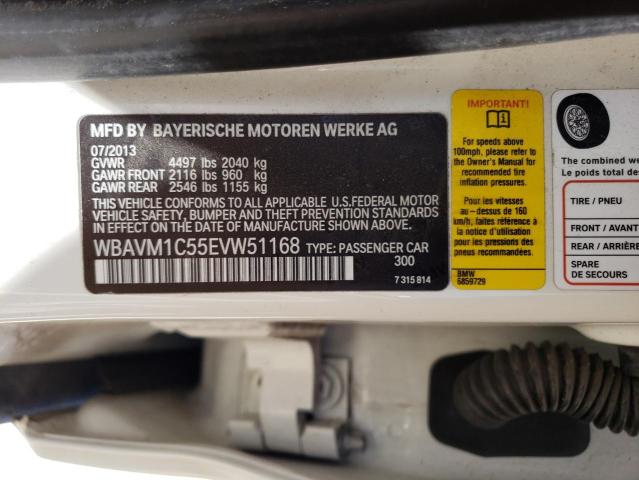 MFD BY BAYERISCHE MOTOREN WERKE AG
07/2013
GVWR 4497 lbs 2040 kg
GAWR FRONT 2116 lbs 960 kg
GAWR REAR 2546 lbs 1155 kg
THIS VEHICLE CONFORMS TO ALL APPLICABLE U.S.FEDERAL MOTOR
VEHICLE SAFETY, BUMPER AND THEFT PREVENTION STANDARDS
IN EFFECT ON THE DATE OF MANUFACTURE SHOWN ABOVE.
WBAVM1C55EVW51168 TYPE: PASSENGER CAR
300
7 315 814
IMPORTANT!
For speeds above
100mph, please refer to
the Owner's Manual for
recommended tire
inflation pressures.
Pour les vitesses
au-dessus de 160
km/h, faites référence à
la notice d'utilisation
pour les pressions des
pneus recommandées.
BMW
6859729
The combined we
Le poids total des
TIRE / PNEU
FRONT / AVANT
REAR / ARRIÈR
SPARE
DE SECOURS